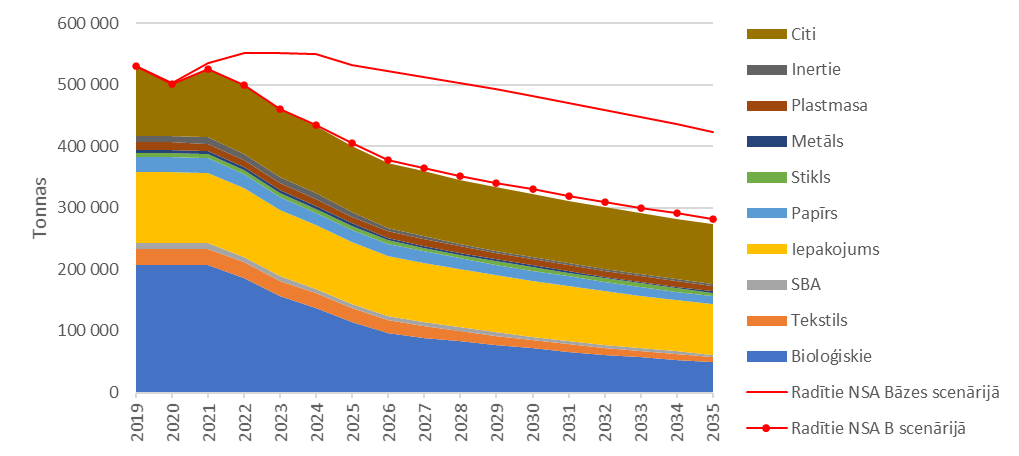 600 000
500 000
400 000
300 000
200 000
100 000
0
Tonnas
2019
2020
2021
2022
2023
2024
2025
2026
2027
2028
2029
2030
2031
2032
2033
2034
2035
Citi
Inertie
Plastmasa
Metāls
Stikls
Papīrs
Iepakojums
SBA
Tekstils
Bioloģiskie
Radītie NSA Bāzes scenārijā
Radītie NSA B scenārijā